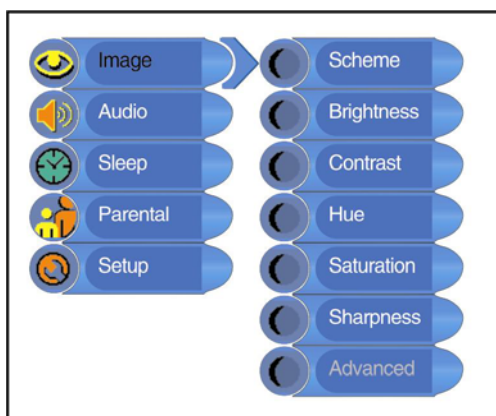 Image
Audio
Sleep
Parental
Setup
Scheme
Brightness
Contrast
Hue
Saturation
Sharpness
Advanced